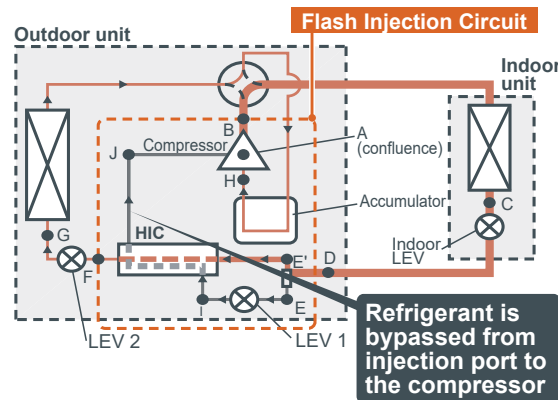 Flash Injection Circuit
Outdoor unit
Indoor
unit
B
Compressor
A
(confluence)
J
H
Accumulator
C
G
HIC
Indoor
LEV
E'
D
F
I
E
LEV 2
LEV 1
Refrigerant is
bypassed from
injection port to
the compressor